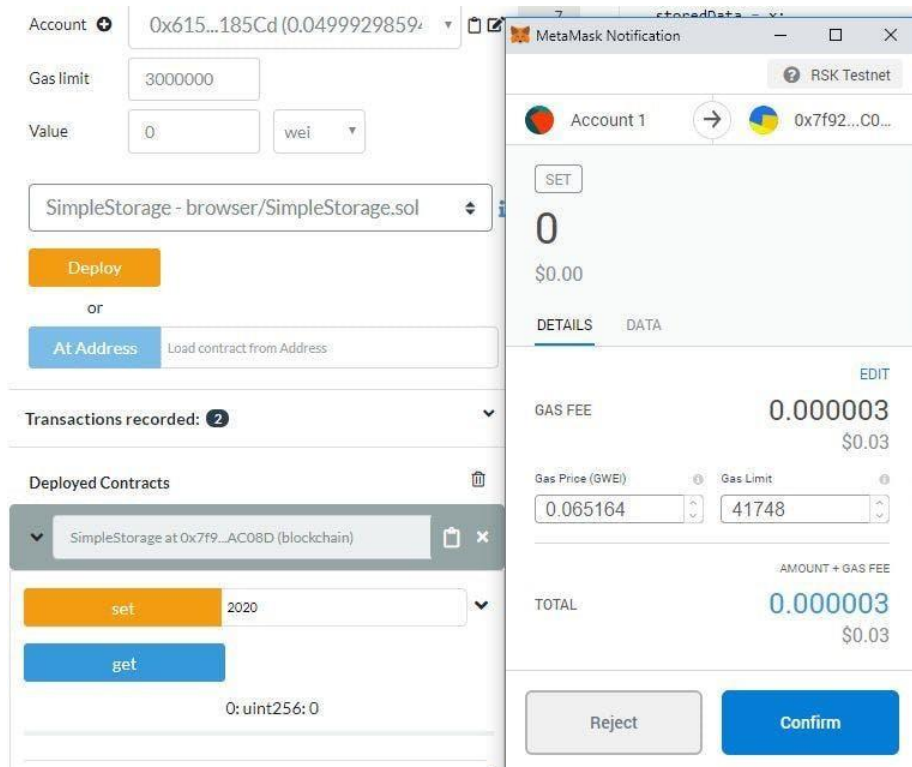 Account
0x615...185Cd (0.0499929859
Gas limit
3000000
Value
0
wei
SimpleStorage - browser/SimpleStorage.sol
Deploy
or
At Address
Load contract from Address
Transactions recorded: 2
Deployed Contracts
SimpleStorage at 0x7f9...AC08D (blockchain)
set
2020
get
0: uint256: 0
7
storedData = x;
MetaMask Notification
RSK Testnet
Account 1
0x7f92...C0...
SET
0
$0.00
DETAILS
DATA
EDIT
GAS FEE
0.000003
$0.03
Gas Price (GWEI)
Gas Limit
0.065164
41748
AMOUNT + GAS FEE
TOTAL
0.000003
$0.03
Reject
Confirm